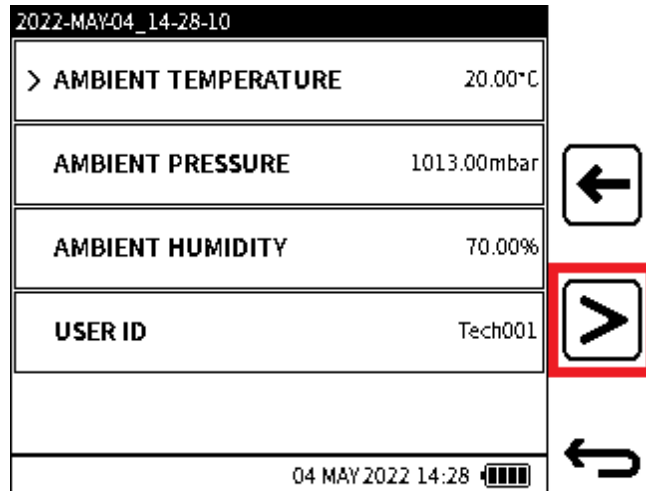 2022-MAY-04_14-28-10
> AMBIENT TEMPERATURE 20.00°C
AMBIENT PRESSURE 1013.00mbar
AMBIENT HUMIDITY 70.00%
USER ID Tech001
04 MAY 2022 14:28